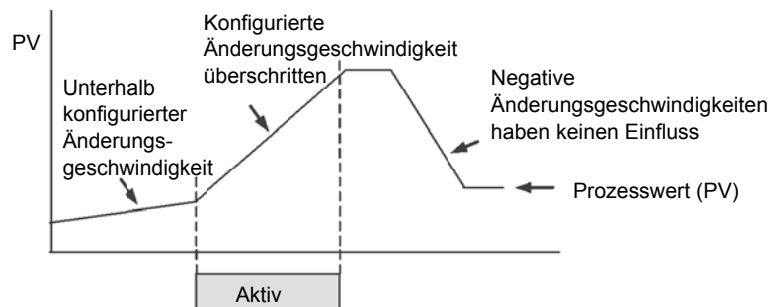 PV
Konfigurierte
Änderungsgeschwindigkeit
überschritten
Unterhalb
konfigurierter
Änderungs-
geschwindigkeit
Negative
Änderungsgeschwindigkeiten
haben keinen Einfluss
Prozesswert (PV)
Aktiv